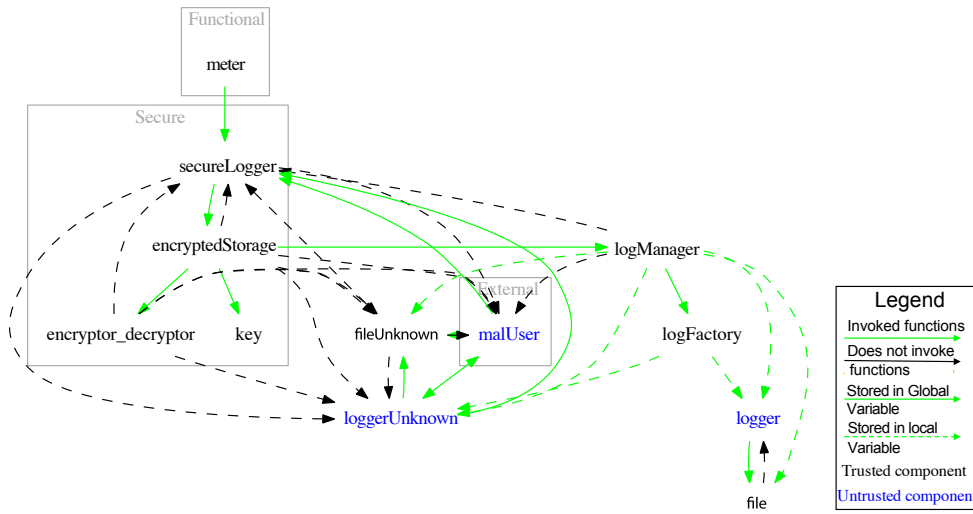 Functional
meter
Secure
secureLogger
encryptedStorage
logManager
External
encryptor_decryptor
key
fileUnknown
malUser
logFactory
loggerUnknown
logger
file
Legend
Invoked functions
Does not invoke
functions
Stored in Global
Variable
Stored in local
Variable
Trusted component
Untrusted component